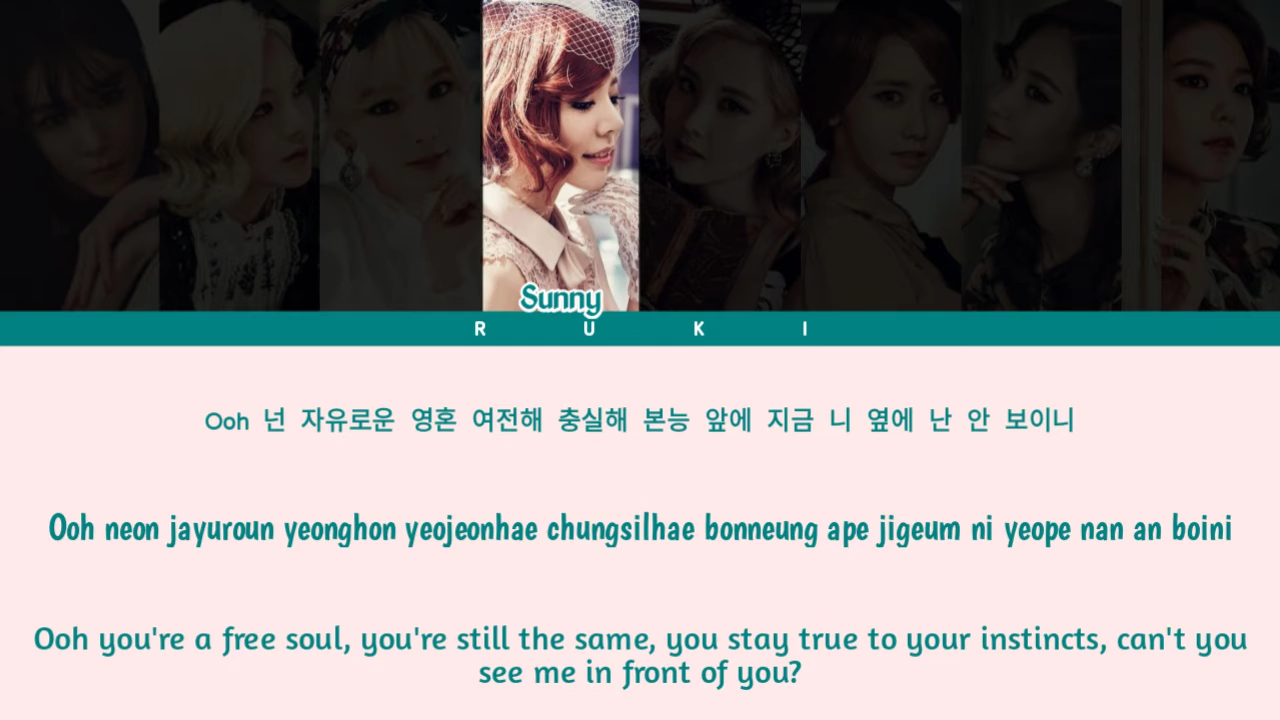 Sunny
R U K I
Ooh 넌 자유로운 영혼 여전해 충실해 본능 앞에 지금 니 옆에 난 안 보이니
Ooh neon jayuroun yeonghon yeojeonhae chungsilhae bonneung ape jigeum ni yeope nan an boini
Ooh you're a free soul, you're still the same, you stay true to your instincts, can't you
see me in front of you?